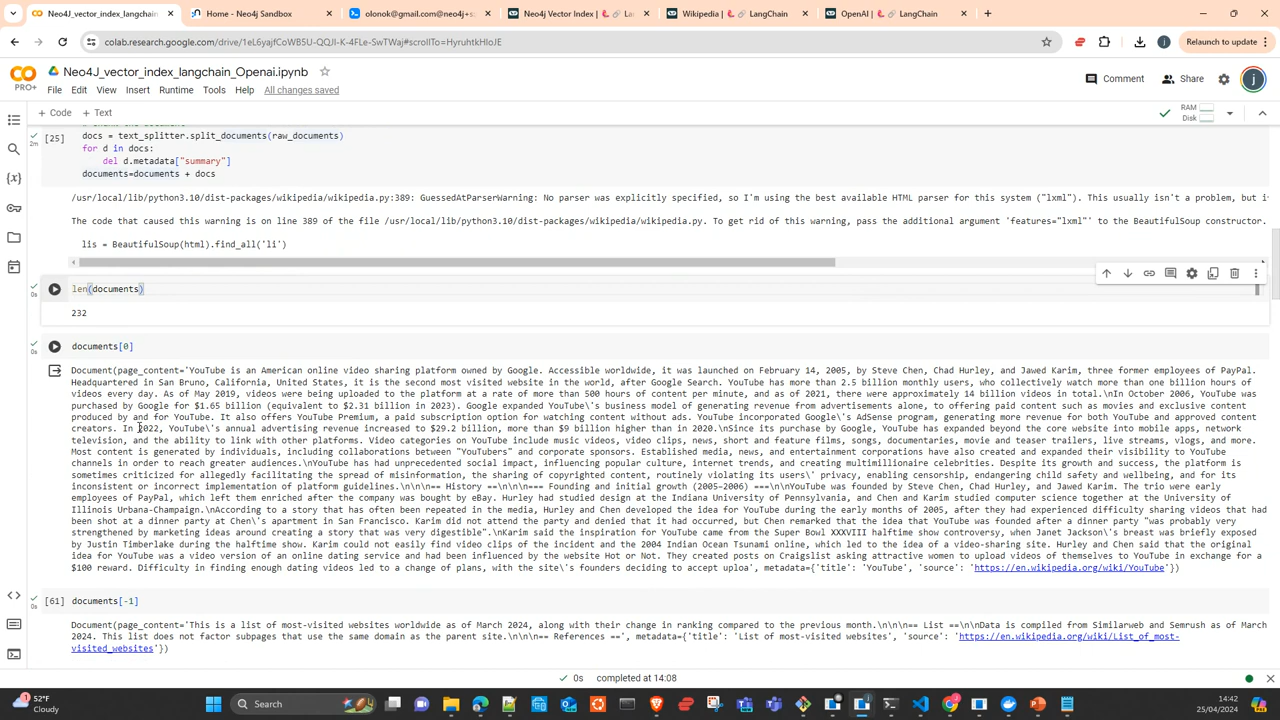 Neo4J_vector_index_langchain
Home - Neo4j Sandbox
olonok@gmail.com@neo4j+s:
Neo4j Vector Index | 🦜️🔗 La
Wikipedia | 🦜️🔗 LangChain
OpenAI | 🦜️🔗 LangChain
colab.research.google.com/drive/1eL6yajfCoWB5U-QQJI-K-4FLe-SwTWaj#scrollTo=HyruhtkHIoJE
Relaunch to update
Neo4J_vector_index_langchain_Openai.ipynb
Comment
Share
PRO+
File Edit View Insert Runtime Tools Help All changes saved
+ Code + Text
RAM
Disk
[25]
2m
docs = text_splitter.split_documents(raw_documents)
for d in docs:
del d.metadata["summary"]
documents=documents + docs
/usr/local/lib/python3.10/dist-packages/wikipedia/wikipedia.py:389: GuessedAtParserWarning: No parser was explicitly specified, so I'm using the best available HTML parser for this system ("lxml"). This usually isn't a problem, but i
The code that caused this warning is on line 389 of the file /usr/local/lib/python3.10/dist-packages/wikipedia/wikipedia.py. To get rid of this warning, pass the additional argument 'features="lxml"' to the BeautifulSoup constructor.
lis = BeautifulSoup(html).find_all('li')
0s
len(documents)
232
0s
documents[0]
Document(page_content='YouTube is an American online video sharing platform owned by Google. Accessible worldwide, it was launched on February 14, 2005, by Steve Chen, Chad Hurley, and Jawed Karim, three former employees of PayPal.
Headquartered in San Bruno, California, United States, it is the second most visited website in the world, after Google Search. YouTube has more than 2.5 billion monthly users, who collectively watch more than one billion hours of
videos every day. As of May 2019, videos were being uploaded to the platform at a rate of more than 500 hours of content per minute, and as of 2021, there were approximately 14 billion videos in total.\nIn October 2006, YouTube was
purchased by Google for $1.65 billion (equivalent to $2.31 billion in 2023). Google expanded YouTube\'s business model of generating revenue from advertisements alone, to offering paid content such as movies and exclusive content
produced by and for YouTube. It also offers YouTube Premium, a paid subscription option for watching content without ads. YouTube incorporated Google\'s AdSense program, generating more revenue for both YouTube and approved content
creators. In 2022, YouTube\'s annual advertising revenue increased to $29.2 billion, more than $9 billion higher than in 2020.\nSince its purchase by Google, YouTube has expanded beyond the core website into mobile apps, network
television, and the ability to link with other platforms. Video categories on YouTube include music videos, video clips, news, short and feature films, songs, documentaries, movie and teaser trailers, live streams, vlogs, and more.
Most content is generated by individuals, including collaborations between "YouTubers" and corporate sponsors. Established media, news, and entertainment corporations have also created and expanded their visibility to YouTube
channels in order to reach greater audiences.\nYouTube has had unprecedented social impact, influencing popular culture, internet trends, and creating multimillionaire celebrities. Despite its growth and success, the platform is
sometimes criticized for allegedly facilitating the spread of misinformation, the sharing of copyrighted content, routinely violating its users\' privacy, enabling censorship, endangering child safety and wellbeing, and for its
inconsistent or incorrect implementation of platform guidelines.\n\n\n== History ==\n\n\n=== Founding and initial growth (2005–2006) ===\n\nYouTube was founded by Steve Chen, Chad Hurley, and Jawed Karim. The trio were early
employees of PayPal, which left them enriched after the company was bought by eBay. Hurley had studied design at the Indiana University of Pennsylvania, and Chen and Karim studied computer science together at the University of
Illinois Urbana-Champaign.\nAccording to a story that has often been repeated in the media, Hurley and Chen developed the idea for YouTube during the early months of 2005, after they had experienced difficulty sharing videos that had
been shot at a dinner party at Chen\'s apartment in San Francisco. Karim did not attend the party and denied that it had occurred, but Chen remarked that the idea that YouTube was founded after a dinner party "was probably very
strengthened by marketing ideas around creating a story that was very digestible".\nKarim said the inspiration for YouTube came from the Super Bowl XXXVIII halftime show controversy, when Janet Jackson\'s breast was briefly exposed
by Justin Timberlake during the halftime show. Karim could not easily find video clips of the incident and the 2004 Indian Ocean Tsunami online, which led to the idea of a video-sharing site. Hurley and Chen said that the original
idea for YouTube was a video version of an online dating service and had been influenced by the website Hot or Not. They created posts on Craigslist asking attractive women to upload videos of themselves to YouTube in exchange for a
$100 reward. Difficulty in finding enough dating videos led to a change of plans, with the site\'s founders deciding to accept uploa', metadata={'title': 'YouTube', 'source': 'https://en.wikipedia.org/wiki/YouTube'})
[61]
0s
documents[-1]
Document(page_content='This is a list of most-visited websites worldwide as of March 2024, along with their change in ranking compared to the previous month.\n\n\n== List ==\n\nData is compiled from Similarweb and Semrush as of March
2024. This list does not factor subpages that use the same domain as the parent site.\n\n\n== References ==', metadata={'title': 'List of most-visited websites', 'source': 'https://en.wikipedia.org/wiki/List_of_most-
visited_websites'})
0s completed at 14:08
52°F
Cloudy
Search
14:42
25/04/2024